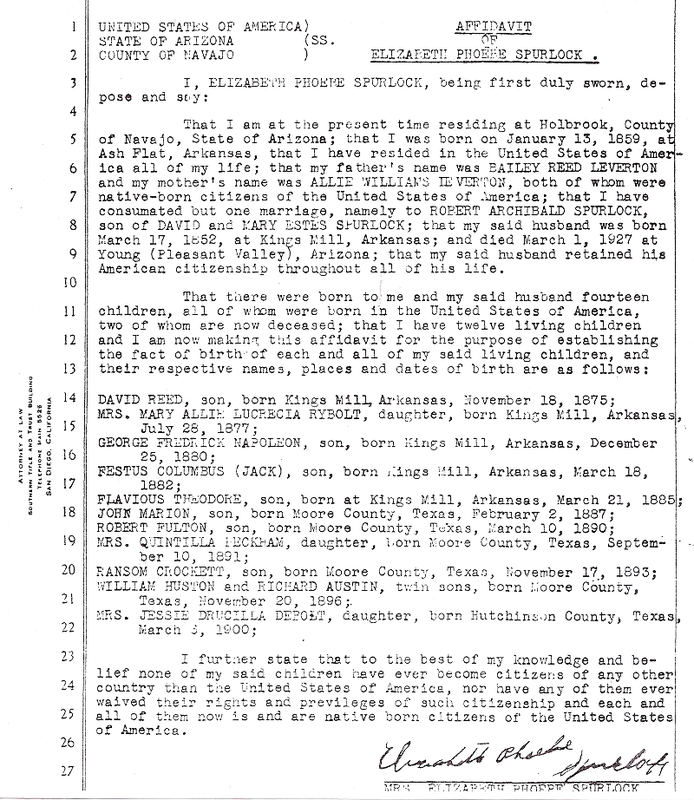 1 UNITED STATES OF AMERICA) AFFIDAVIT
STATE OF ARIZONA (SS. OF
2 COUNTY OF NAVAJO ) ELIZABETH PHOEBE SPURLOCK .
3 I, ELIZABETH PHOEBE SPURLOCK, being first duly sworn, de-
pose and say:
4
That I am at the present time residing at Holbrook, County
5 of Navajo, State of Arizona; that I was born on January 13, 1859, at
Ash Flat, Arkansas, that I have resided in the United States of Amer-
6 ica all of my life; that my father's name was BAILEY REED LEVERTON
and my mother's name was ALLIE WILLIAMS LEVERTON, both of whom were
7 native-born citizens of the United States of America; that I have
consumated but one marriage, namely to ROBERT ARCHIBALD SPURLOCK,
8 son of DAVID and MARY ESTES SPURLOCK; that my said husband was born
March 17, 1852, at Kings Mill, Arkansas; and died March 1, 1927 at
9 Young (Pleasant Valley), Arizona; that my said husband retained his
American citizenship throughout all of his life.
10
That there were born to me and my said husband fourteen
11 children, all of whom were born in the United States of America,
two of whom are now deceased; that I have twelve living children
12 and I am now making this affidavit for the purpose of establishing
the fact of birth of each and all of my said living children, and
13 their respective names, places and dates of birth are as follows:
14 DAVID REED, son, born Kings Mill, Arkansas, November 18, 1875;
MRS. MARY ALLIE LUCRECIA RYBOLT, daughter, born Kings Mill, Arkansas,
15 July 28, 1877;
GEORGE FREDRICK NAPOLEON, son, born Kings Mill, Arkansas, December
16 25, 1880;
FESTUS COLUMBUS (JACK), son, born Kings Mill, Arkansas, March 18,
17 1882;
FLAVIOUS THEODORE, son, born at Kings Mill, Arkansas, March 21, 1885;
18 JOHN MARION, son, born Moore County, Texas, February 2, 1887;
ROBERT FULTON, son, born Moore County, Texas, March 10, 1890;
19 MRS. QUINTILLA PECKHAM, daughter, born Moore County, Texas, Septem-
ber 10, 1891;
20 RANSOM CROCKETT, son, born Moore County, Texas, November 17, 1893;
WILLIAM HUSTON and RICHARD AUSTIN, twin sons, born Moore County,
21 Texas, November 20, 1896;
MRS. JESSIE DRUCILLA DEBOLT, daughter, born Hutchinson County, Texas,
22 March 3, 1900;
23 I further state that to the best of my knowledge and be-
lief none of my said children have ever become citizens of any other
24 country than the United States of America, nor have any of them ever
waived their rights and previleges of such citizenship and each and
25 all of them now is and are native born citizens of the United States
of America.
26 Elizabeth Phoebe Spurlock
27 MRS. ELIZABETH PHOEBE SPURLOCK
ATTORNEY AT LAW
SOUTHERN TITLE AND TRUST BUILDING
TELEPHONE MAIN 5526
SAN DIEGO, CALIFORNIA